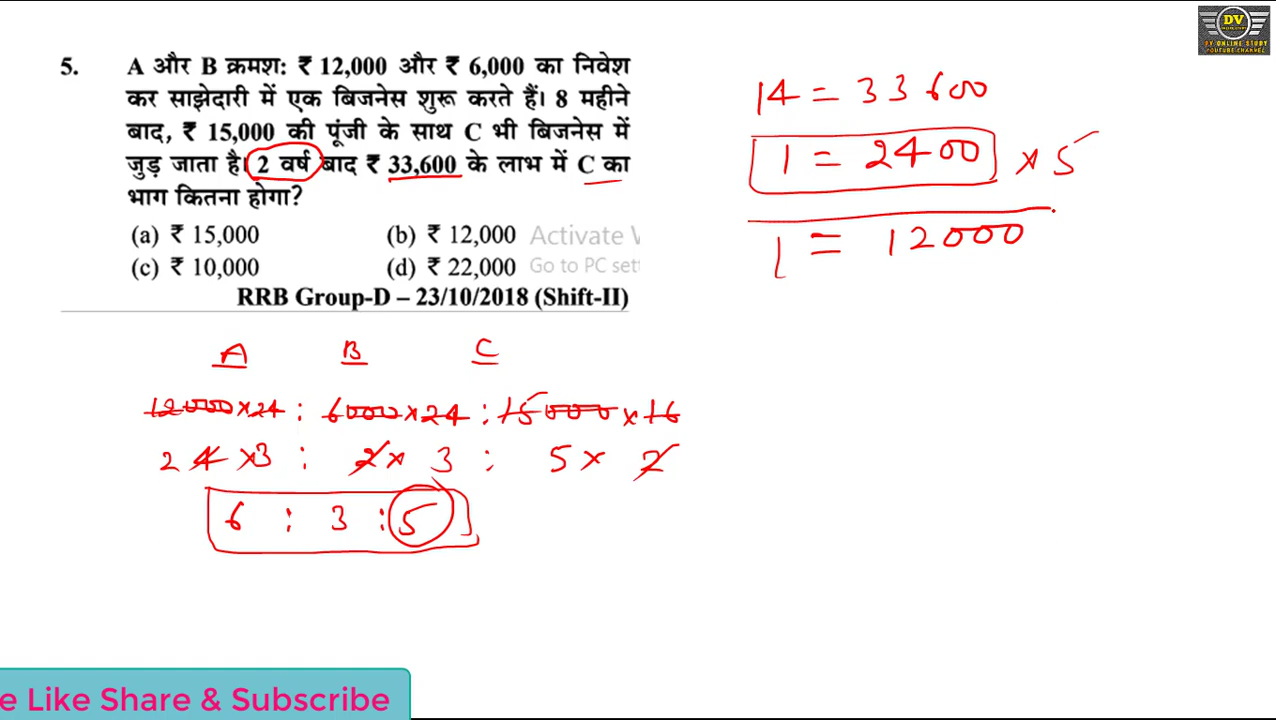 DV
DV ONLINE STUDY
YOUTUBE CHANNEL
5. A और B क्रमश: ₹ 12,000 और ₹ 6,000 का निवेश
कर साझेदारी में एक बिजनेस शुरू करते हैं। 8 महीने
बाद, ₹ 15,000 की पूंजी के साथ C भी बिजनेस में
जुड़ जाता है। 2 वर्ष बाद ₹ 33,600 के लाभ में C का
भाग कितना होगा?
(a) ₹ 15,000 (b) ₹ 12,000 Activate W
(c) ₹ 10,000 (d) ₹ 22,000 Go to PC sett
RRB Group-D – 23/10/2018 (Shift-II)
14 = 33600
1 = 2400 × 5
1 = 12000
A B C
12000×24 : 6000×24 : 15000×16
2 4 ×3 : 2× 3 : 5× 2
6 : 3 : 5
e Like Share & Subscribe